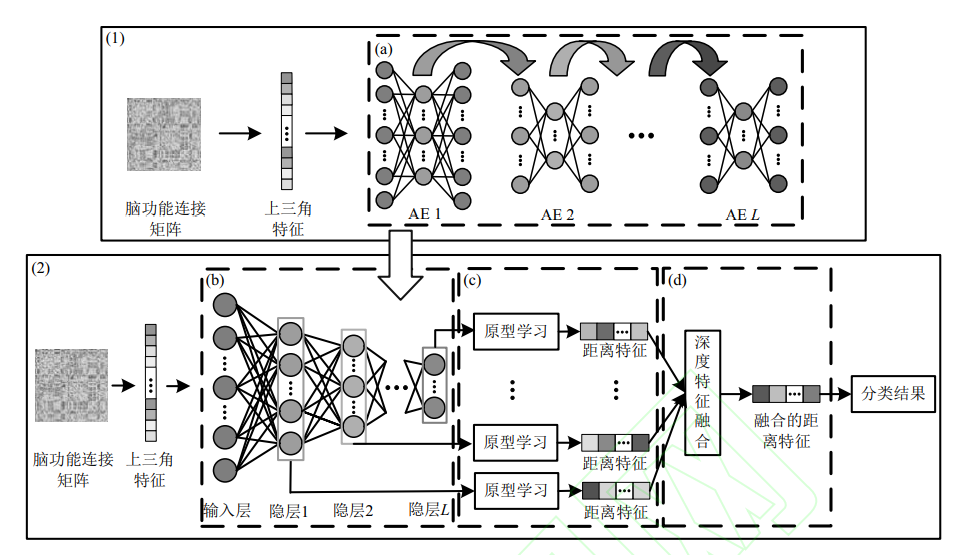 (1)
(a)
脑功能连接
矩阵
上三角
特征
AE 1
AE 2
AE L
(2)
(b)
(c)
(d)
脑功能连接
矩阵
上三角
特征
输入层
隐层1
隐层2
隐层L
原型学习
距离特征
原型学习
距离特征
原型学习
距离特征
深
度
特
征
融
合
融合的距
离特征
分类结果